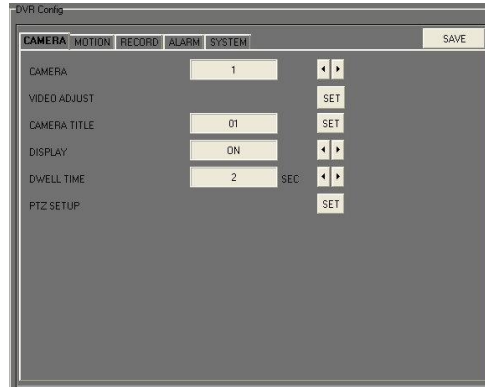 DVR Config
CAMERA MOTION RECORD ALARM SYSTEM SAVE
CAMERA 1
VIDEO ADJUST SET
CAMERA TITLE 01 SET
DISPLAY ON
DWELL TIME 2 SEC
PTZ SETUP SET